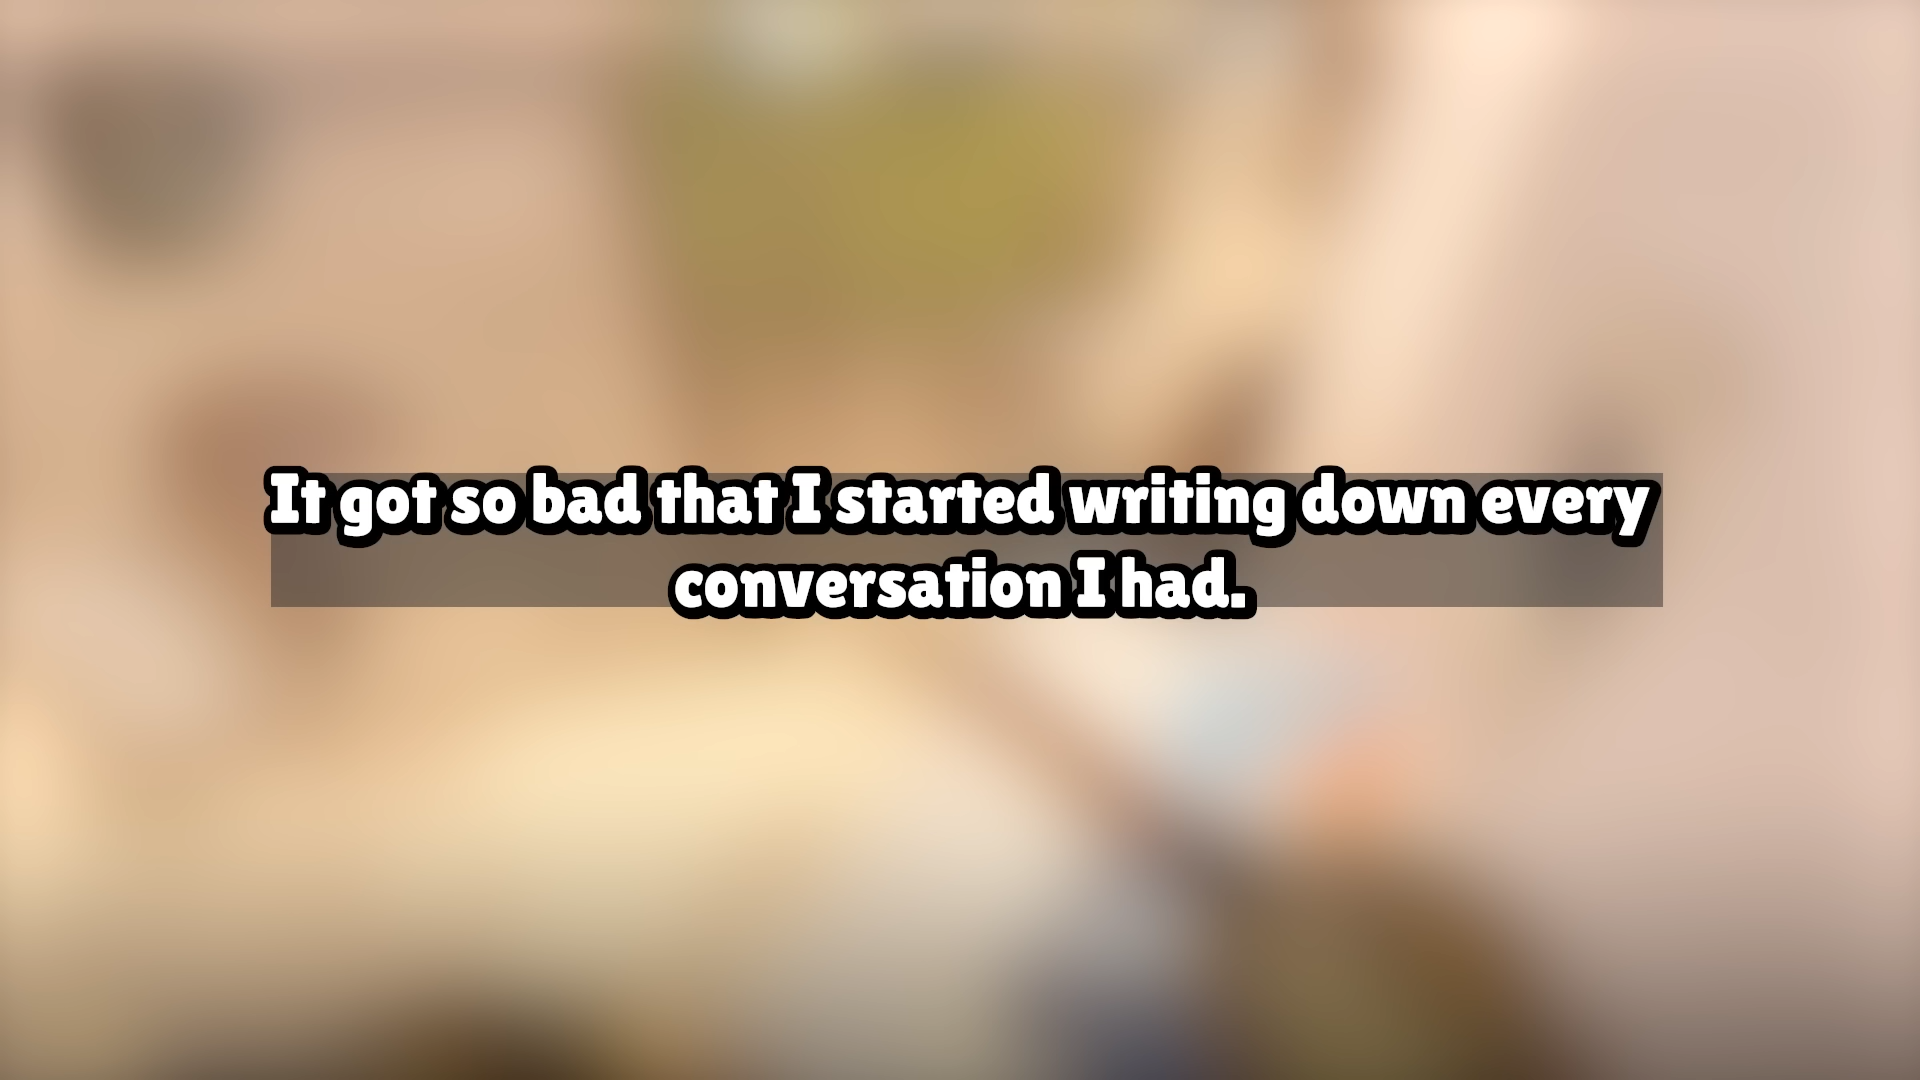 It got so bad that I started writing down every
conversation I had.